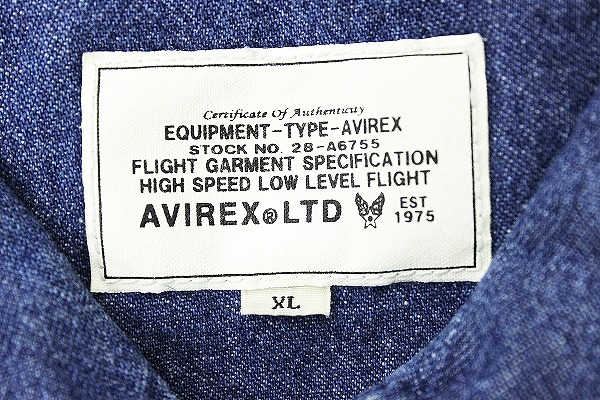 Certificate Of Authenticity
EQUIPMENT-TYPE-AVIREX
STOCK NO. 28-A6755
FLIGHT GARMENT SPECIFICATION
HIGH SPEED LOW LEVEL FLIGHT
AVIREX®LTD EST 1975
XL